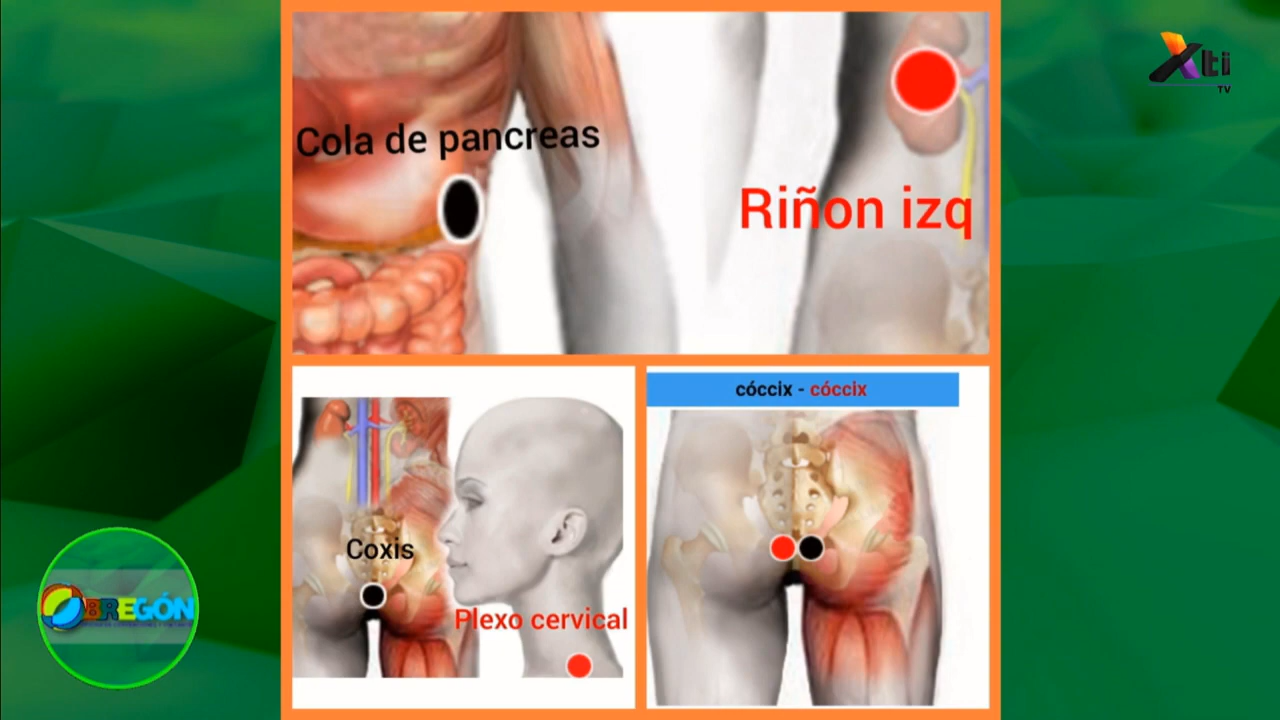 Xti
TV
Cola de pancreas
Riñon izq
cóccix - cóccix
Coxis
Plexo cervical
OBREGÓN